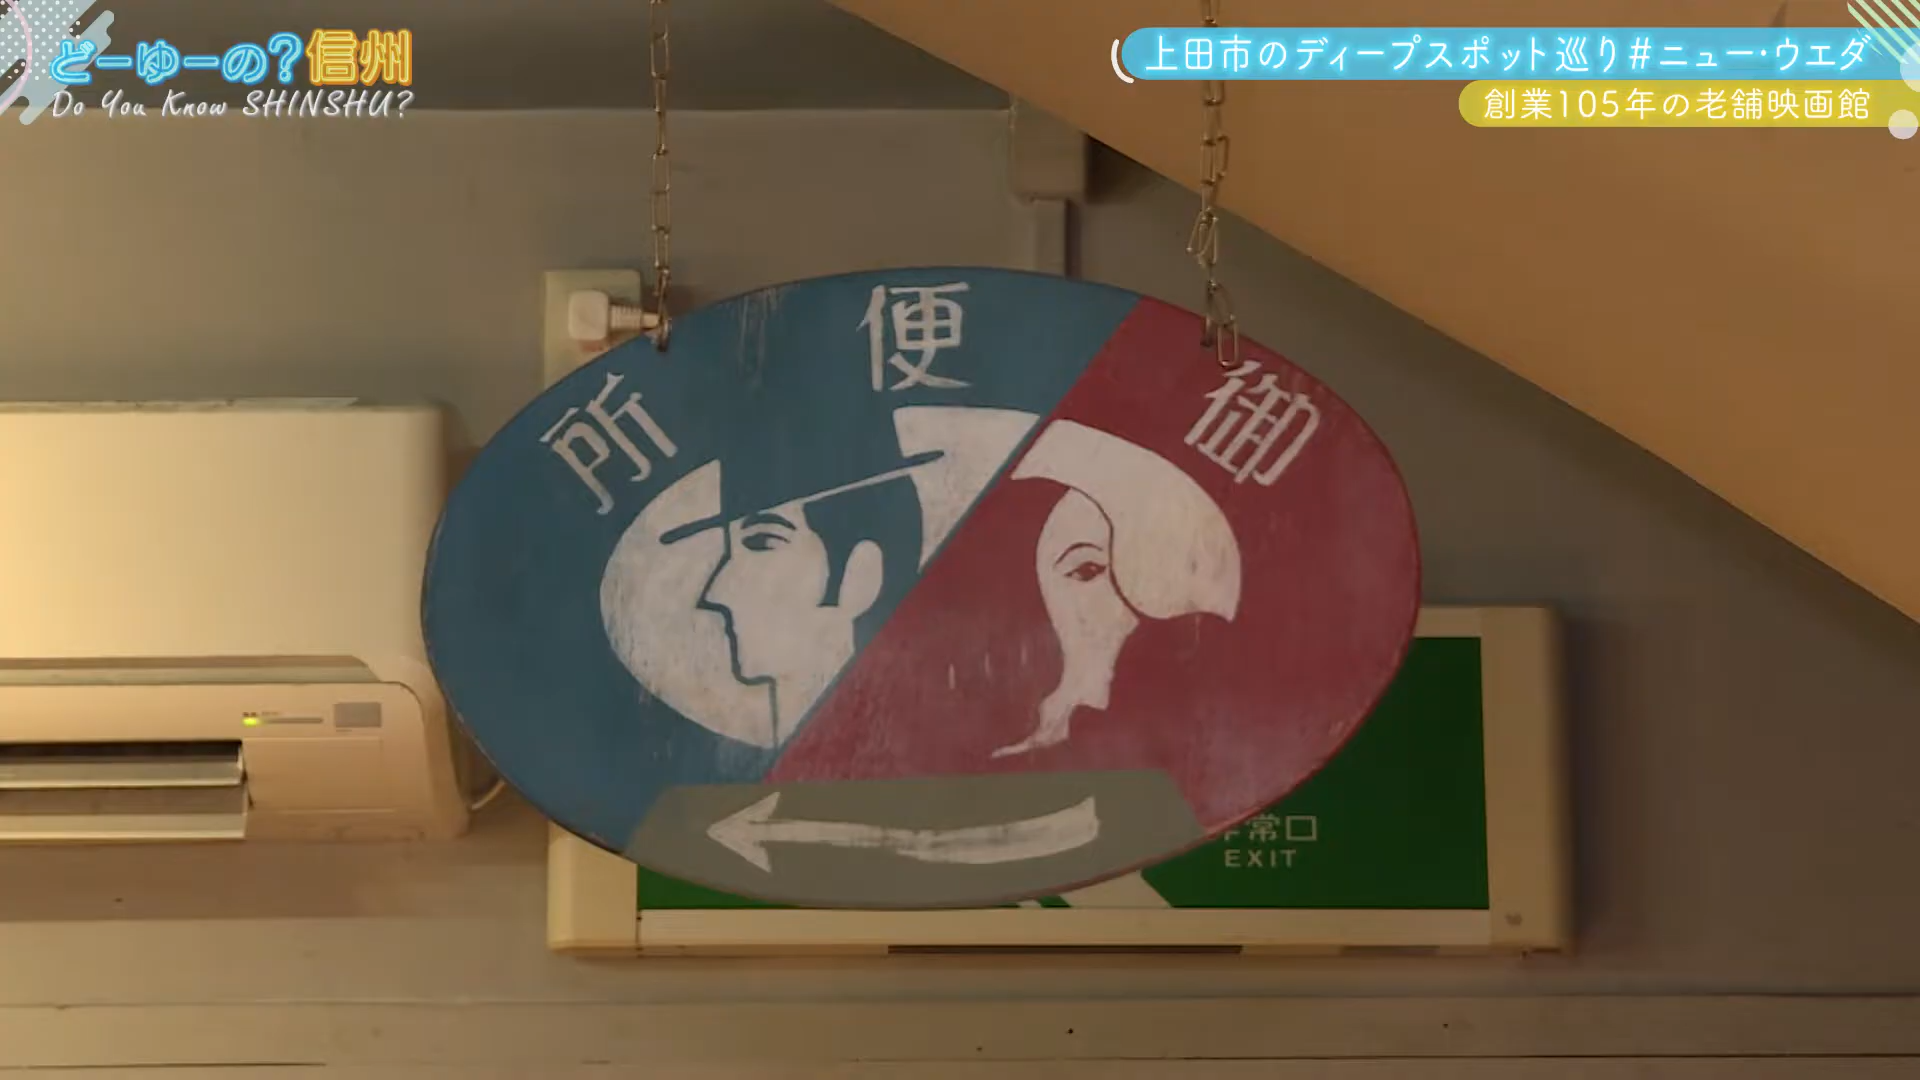 どーゆーの?信州
Do You Know SHINSHU?
上田市のディープスポット巡り#ニュー・ウエダ
創業105年の老舗映画館
御便所
非常口
EXIT